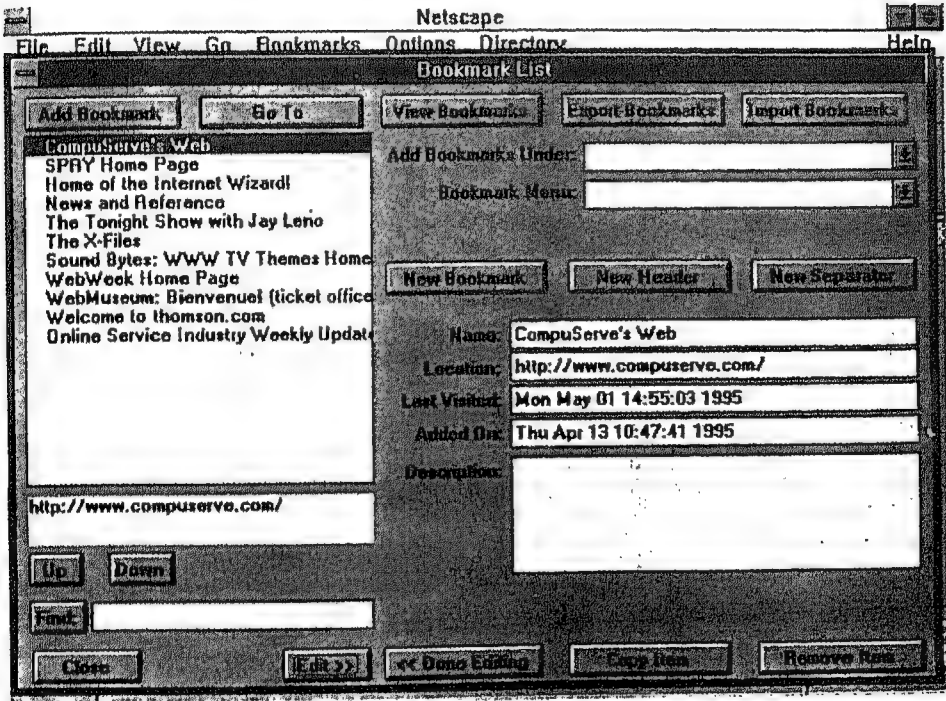 Netscape
File Edit View Go Bookmarks Options Directory Help
Bookmark List
Add Bookmark Go To View Bookmarks Export Bookmarks Import Bookmarks
CompuServe's Web
SPRY Home Page
Home of the Internet Wizard!
News and Reference
The Tonight Show with Jay Leno
The X-Files
Sound Bytes: WWW TV Themes Home
WebWeek Home Page
WebMuseum: Bienvenue! (ticket office
Welcome to thomson.com
Online Service Industry Weekly Update
Add Bookmarks Under:
Bookmark Menu:
New Bookmark New Header New Separator
Name: CompuServe's Web
Location: http://www.compuserve.com/
Last Visited: Mon May 01 14:55:03 1995
Added On: Thu Apr 13 10:47:41 1995
Description:
http://www.compuserve.com/
Up Down
Find:
Close Edit >> << Done Editing Copy Item Remove Item